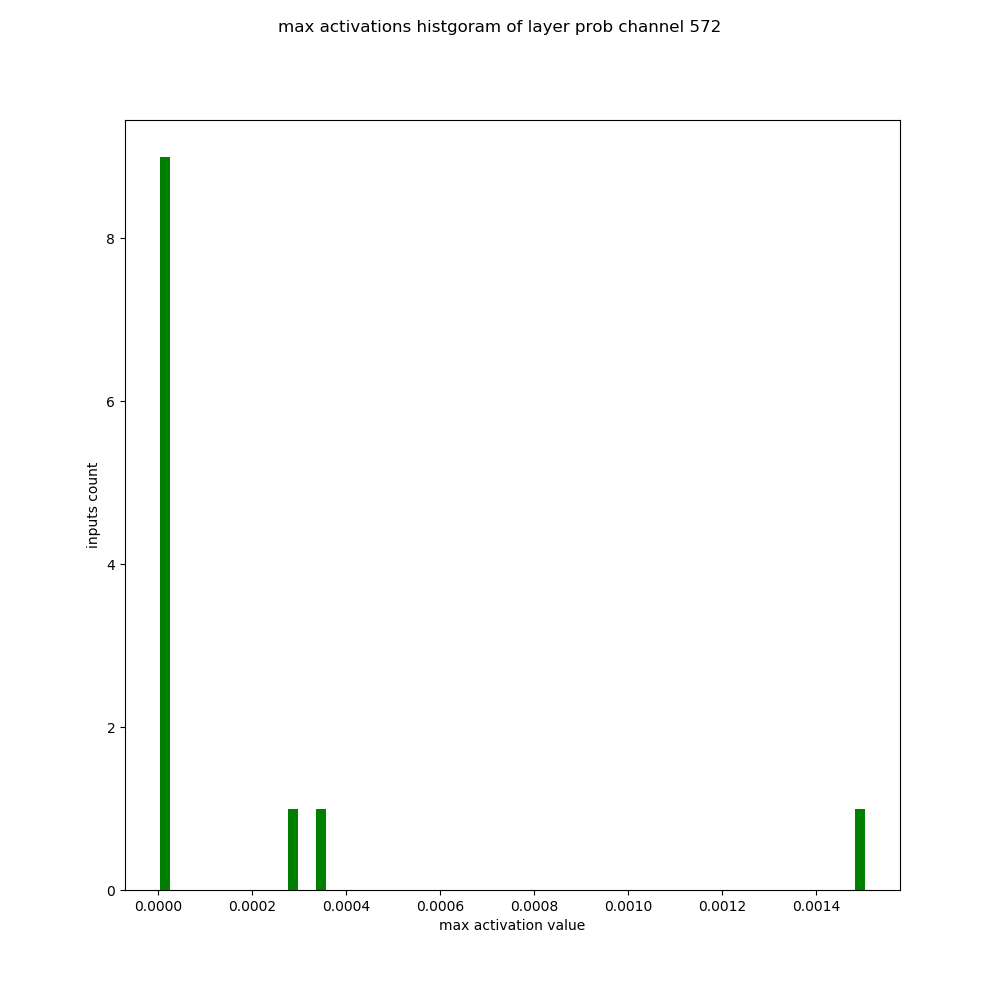 max activations histgoram of layer prob channel 572
8
6
4
2
0
inputs count
0.0000 0.0002 0.0004 0.0006 0.0008 0.0010 0.0012 0.0014
max activation value